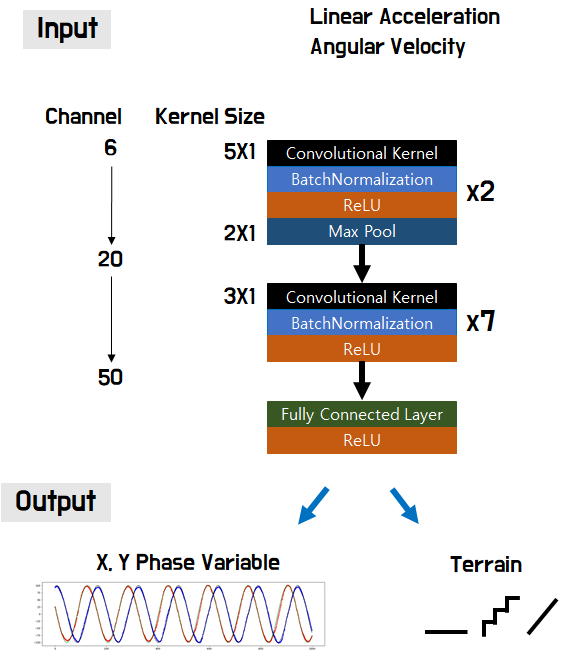 Input
Linear Acceleration
Angular Velocity
Channel
Kernel Size
6
5X1
Convolutional Kernel
BatchNormalization
ReLU
x2
2X1
Max Pool
20
3X1
Convolutional Kernel
BatchNormalization
ReLU
x7
50
Fully Connected Layer
ReLU
Output
X, Y Phase Variable
Terrain